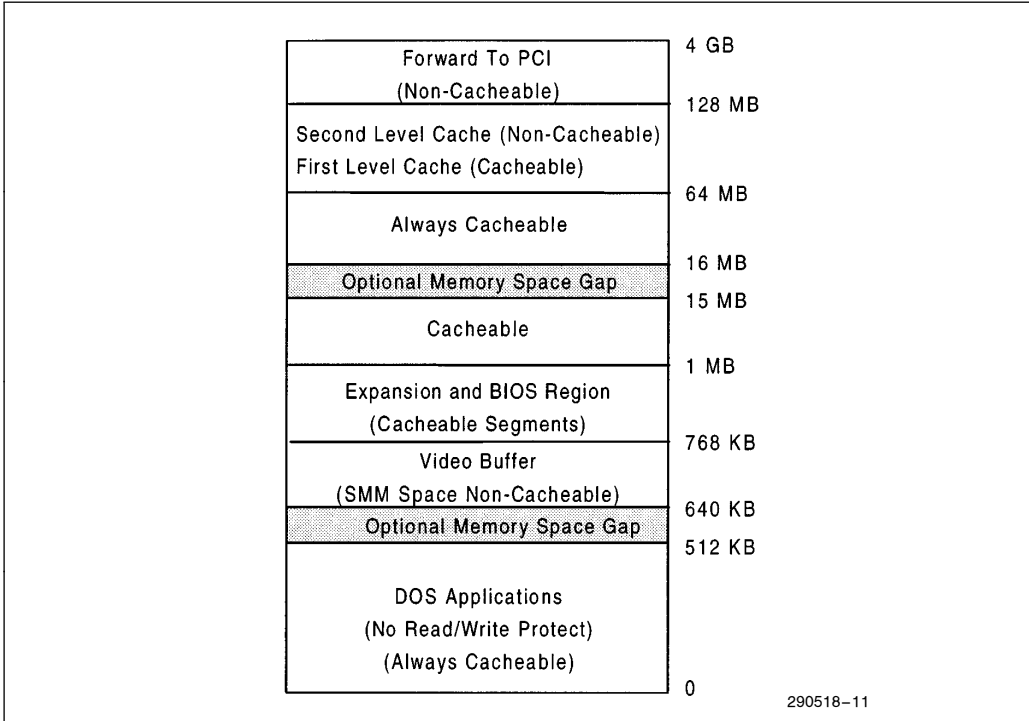 4 GB
Forward To PCI
(Non-Cacheable)
128 MB
Second Level Cache (Non-Cacheable)
First Level Cache (Cacheable)
64 MB
Always Cacheable
16 MB
Optional Memory Space Gap
15 MB
Cacheable
1 MB
Expansion and BIOS Region
(Cacheable Segments)
768 KB
Video Buffer
(SMM Space Non-Cacheable)
640 KB
Optional Memory Space Gap
512 KB
DOS Applications
(No Read/Write Protect)
(Always Cacheable)
0
290518–11